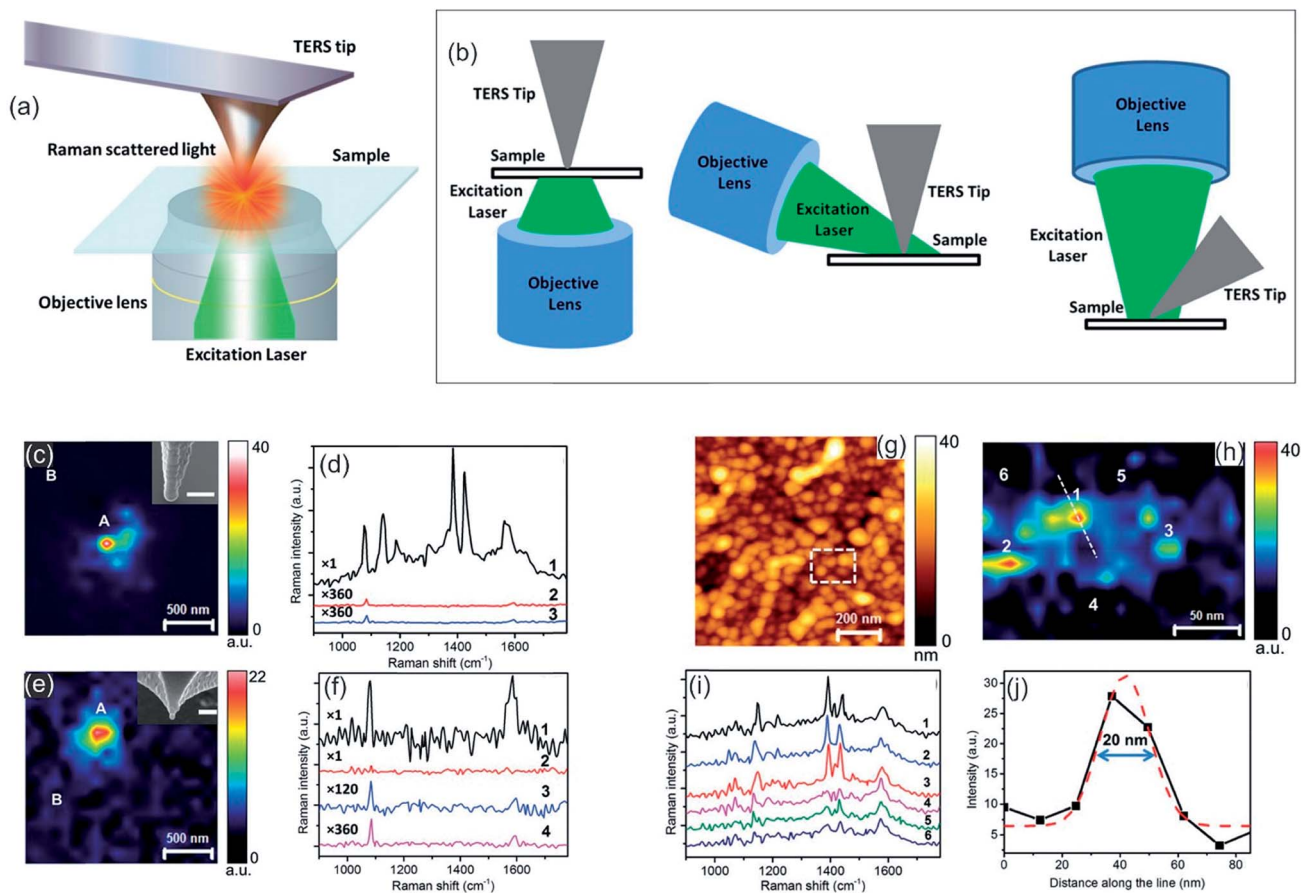 (a)
TERS tip
Raman scattered light
Sample
Objective lens
Excitation Laser
(b)
TERS Tip
Sample
Excitation
Laser
Objective
Lens
Objective
Lens
Excitation
Laser
TERS Tip
Sample
Objective
Lens
Excitation
Laser
TERS Tip
Sample
(c)
B
A
500 nm
40
0
a.u.
(d)
Raman intensity (a.u.)
×1
1
×360
2
×360
3
1000 1200 1400 1600
Raman shift (cm⁻¹)
(e)
A
B
500 nm
22
0
a.u.
(f)
Raman intensity (a.u.)
×1
1
×1
2
×120
3
×360
4
1000 1200 1400 1600
Raman shift (cm⁻¹)
(g)
200 nm
40
0
nm
(h)
6
5
1
2
3
4
50 nm
40
0
a.u.
(i)
Raman intensity (a.u.)
1
2
3
4
5
6
1000 1200 1400 1600
Raman shift (cm⁻¹)
(j)
Intensity (a.u.)
30
25
20
15
10
5
20 nm
0 20 40 60 80
Distance along the line (nm)